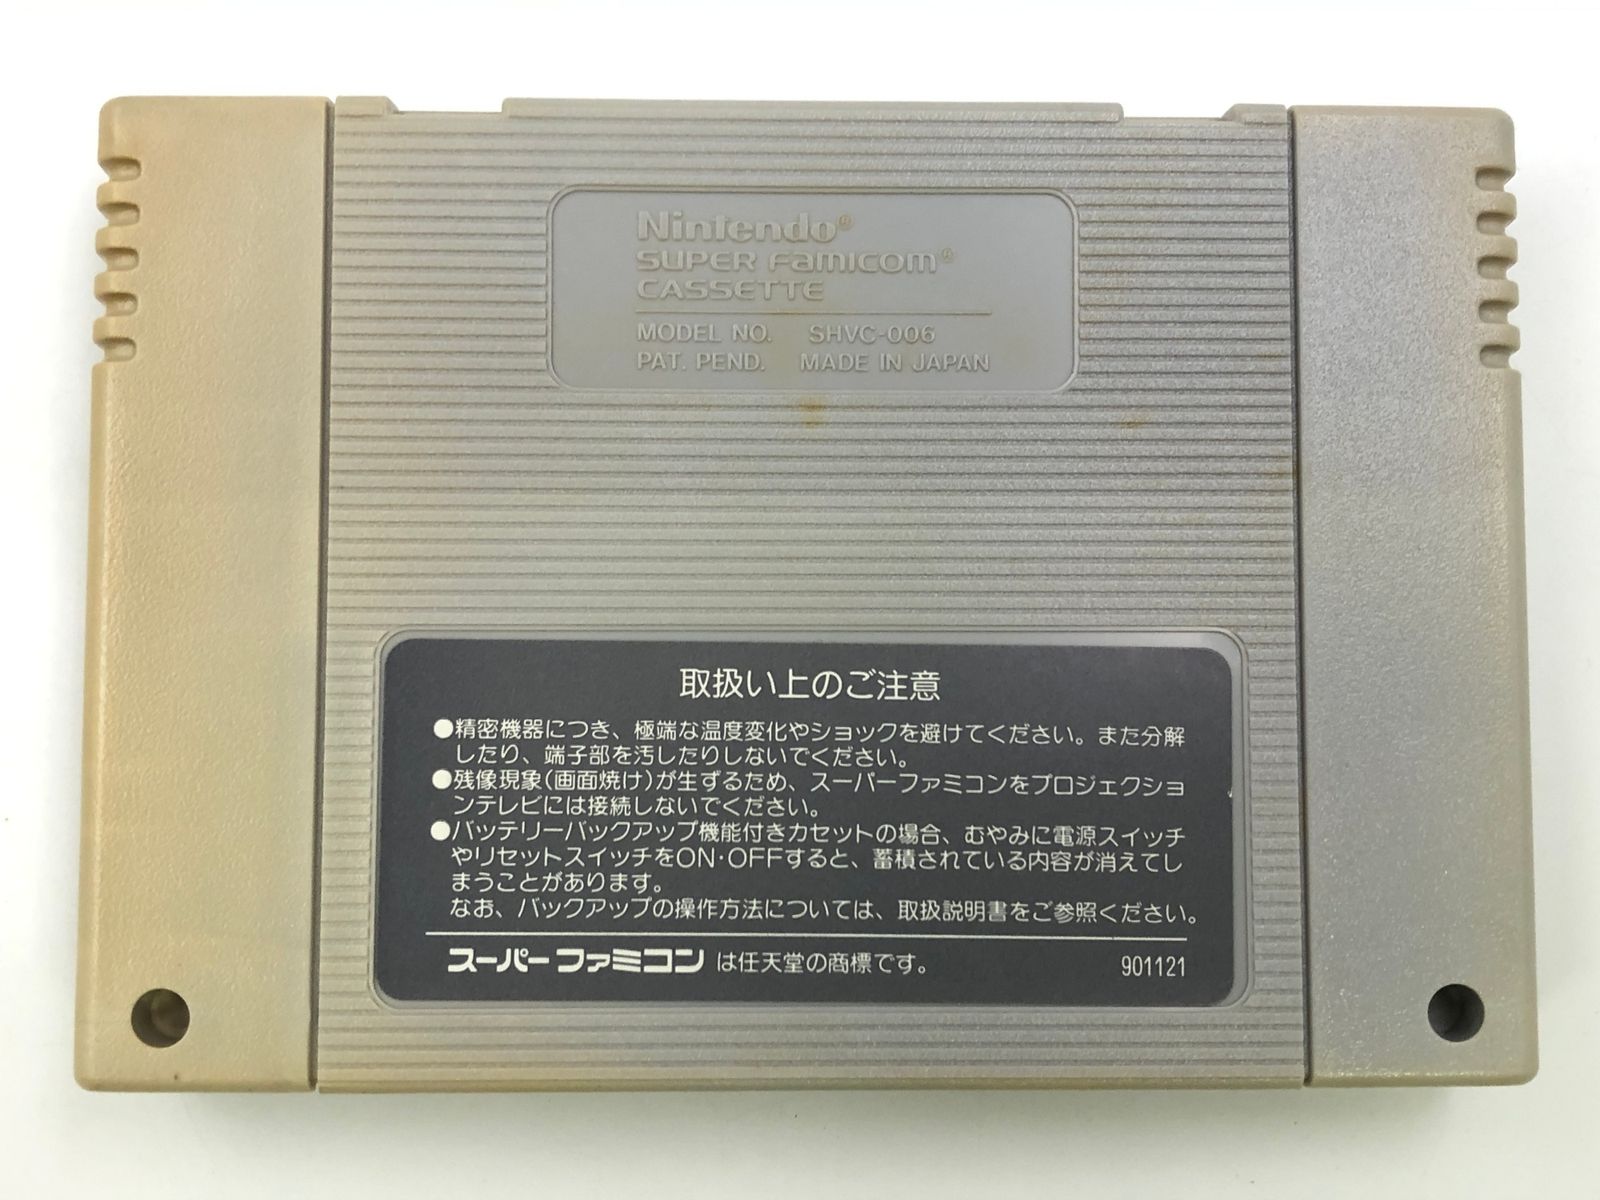 Nintendo®
SUPER FAMICOM®
CASSETTE
MODEL NO. SHVC-006
PAT. PEND. MADE IN JAPAN
取扱い上のご注意
●精密機器につき、極端な温度変化やショックを避けてください。また分解
したり、端子部を汚したりしないでください。
●残像現象(画面焼け)が生ずるため、スーパーファミコンをプロジェクショ
ンテレビには接続しないでください。
●バッテリーバックアップ機能付きカセットの場合、むやみに電源スイッチ
やリセットスイッチをON·OFFすると、蓄積されている内容が消えてし
まうことがあります。
なお、バックアップの操作方法については、取扱説明書をご参照ください。
スーパーファミコン は任天堂の商標です。 901121